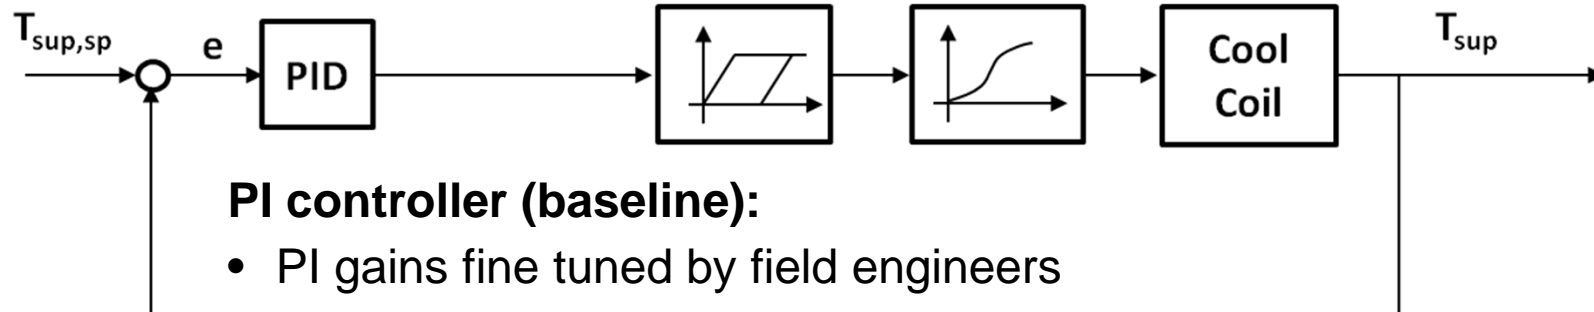 T_sup,sp
e
PID
Cool
Coil
T_sup
PI controller (baseline):
• PI gains fine tuned by field engineers